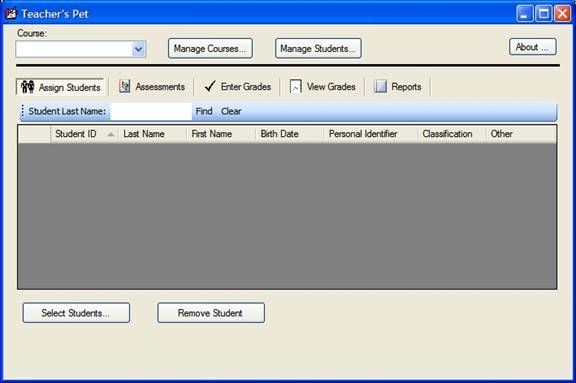 Teacher's Pet
Course:
Manage Courses... Manage Students... About ...
Assign Students Assessments Enter Grades View Grades Reports
Student Last Name: Find Clear
Student ID Last Name First Name Birth Date Personal Identifier Classification Other
Select Students... Remove Student